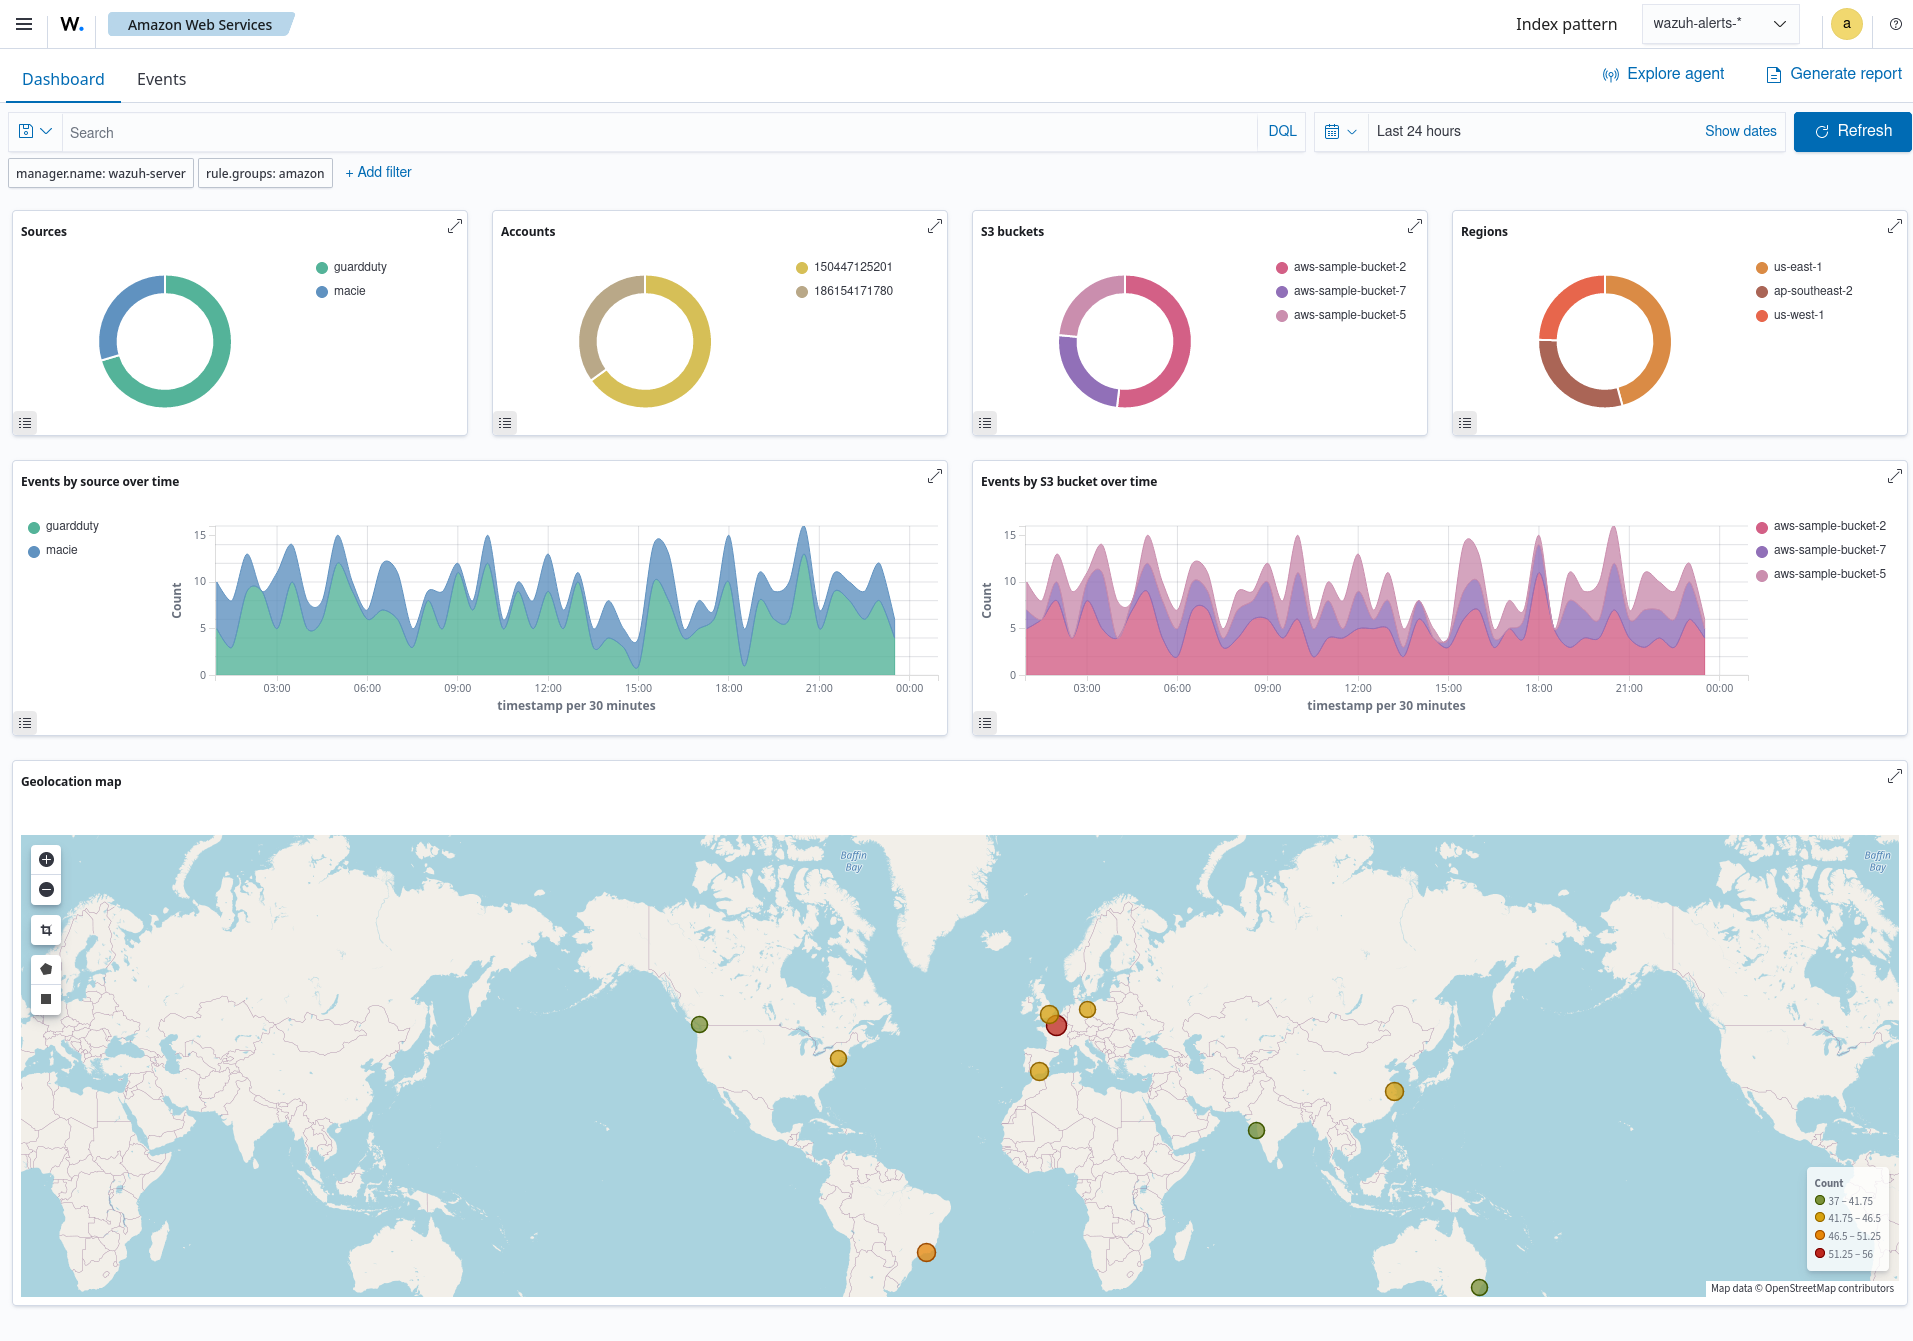 W.
Amazon Web Services
Index pattern
wazuh-alerts-*
a
Dashboard
Events
Explore agent
Generate report
Search
DQL
Last 24 hours
Show dates
Refresh
manager.name: wazuh-server
rule.groups: amazon
+ Add filter
Sources
guardduty
macie
Accounts
150447125201
186154171780
S3 buckets
aws-sample-bucket-2
aws-sample-bucket-7
aws-sample-bucket-5
Regions
us-east-1
ap-southeast-2
us-west-1
Events by source over time
guardduty
macie
Count
15
10
5
0
03:00 06:00 09:00 12:00 15:00 18:00 21:00 00:00
timestamp per 30 minutes
Events by S3 bucket over time
Count
15
10
5
0
03:00 06:00 09:00 12:00 15:00 18:00 21:00 00:00
timestamp per 30 minutes
aws-sample-bucket-2
aws-sample-bucket-7
aws-sample-bucket-5
Geolocation map
Baffin
Bay
Baffin
Bay
Count
37 – 41.75
41.75 – 46.5
46.5 – 51.25
51.25 – 56
Map data © OpenStreetMap contributors